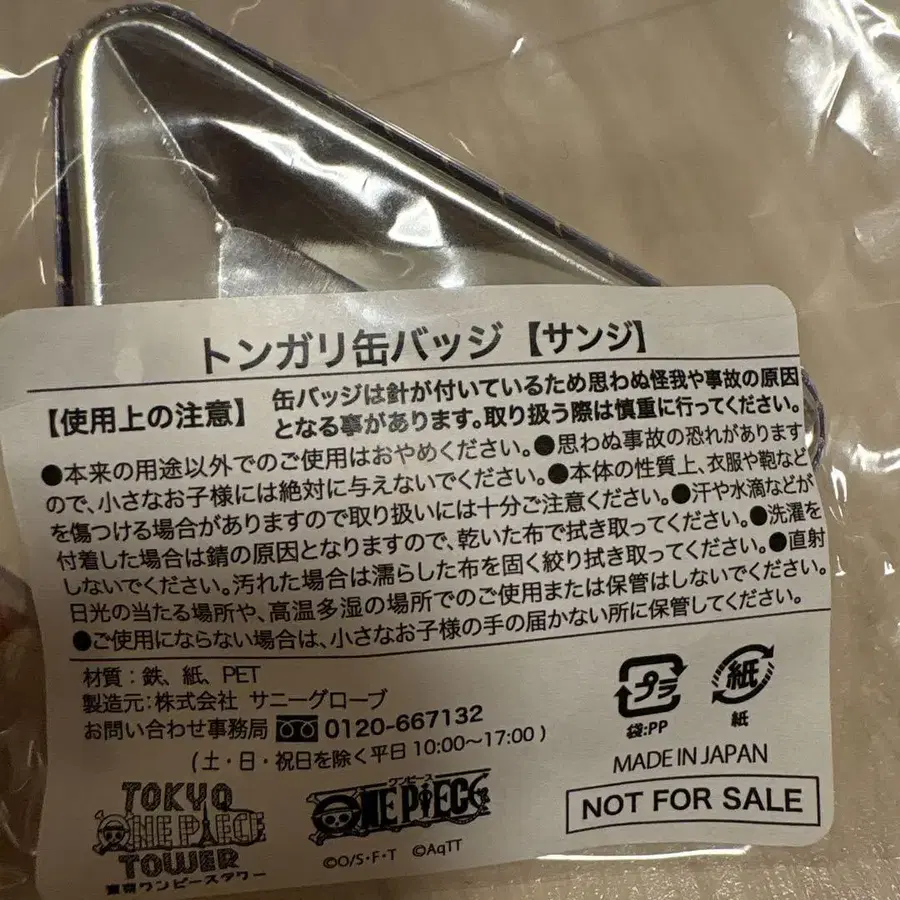 トンガリ缶バッジ【サンジ】
【使用上の注意】
缶バッジは針が付いているため思わぬ怪我や事故の原因
となる事があります。取り扱う際は慎重に行ってください。
●本来の用途以外でのご使用はおやめください。●思わぬ事故の恐れがあります
ので、小さなお子様には絶対に与えないでください。●本体の性質上、衣服や鞄など
を傷つける場合がありますので取り扱いには十分ご注意ください。●汗や水滴などが
付着した場合は錆の原因となりますので、乾いた布で拭き取ってください。●洗濯を
しないでください。汚れた場合は濡らした布を固く絞り拭き取ってください。●直射
日光の当たる場所や、高温多湿の場所でのご使用または保管はしないでください。
●ご使用にならない場合は、小さなお子様の手の届かない所に保管してください。
材質：鉄、紙、PET
製造元：株式会社 サニーグローブ
お問い合わせ事務局 0120-667132
(土・日・祝日を除く平日 10:00～17:00)
プラ
袋:PP
紙
紙
MADE IN JAPAN
NOT FOR SALE
TOKYO
ONE PIECE
TOWER
東京ワンピースタワー
ワンピース
ONE PIECE
©O/S・F・T ©AqTT